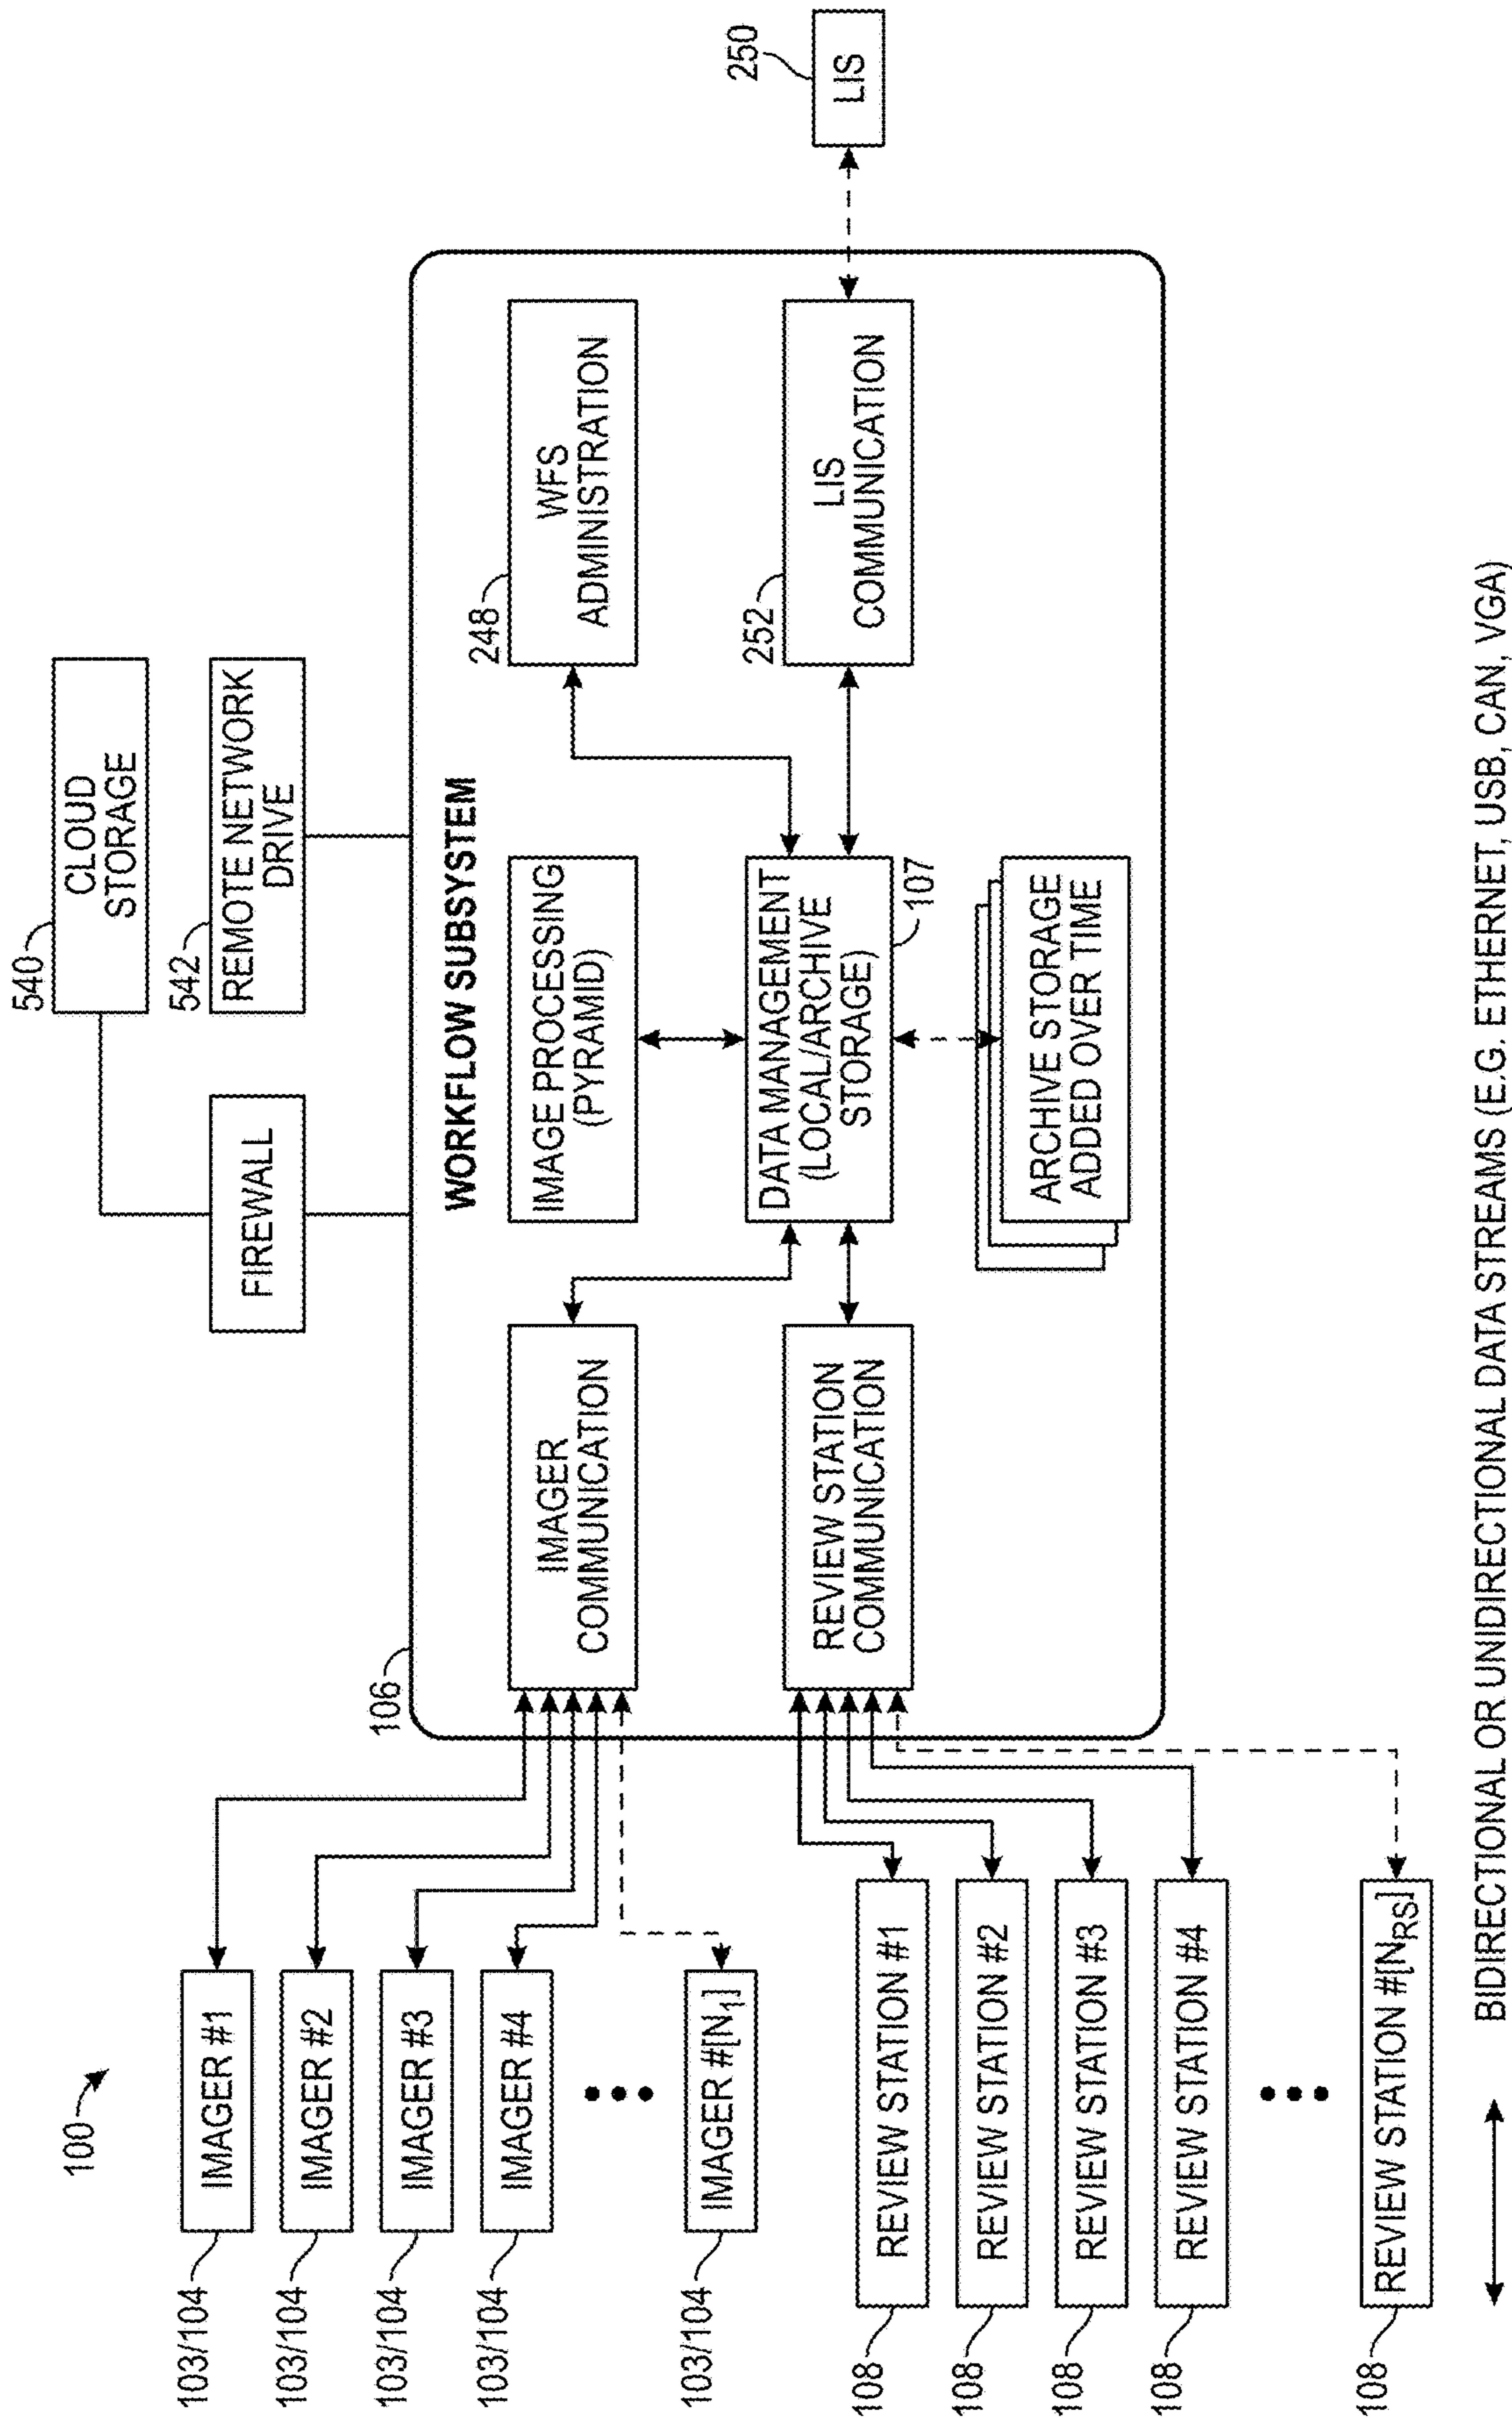 100
103/104
IMAGER #1
103/104
IMAGER #2
103/104
IMAGER #3
103/104
IMAGER #4
103/104
IMAGER #[N1]
108
REVIEW STATION #1
108
REVIEW STATION #2
108
REVIEW STATION #3
108
REVIEW STATION #4
108
REVIEW STATION #[NRS]
540
CLOUD
STORAGE
FIREWALL
542
REMOTE NETWORK
DRIVE
106
WORKFLOW SUBSYSTEM
IMAGER
COMMUNICATION
IMAGE PROCESSING
(PYRAMID)
248
WFS
ADMINISTRATION
REVIEW STATION
COMMUNICATION
DATA MANAGEMENT
(LOCAL/ARCHIVE
STORAGE)
107
252
LIS
COMMUNICATION
ARCHIVE STORAGE
ADDED OVER TIME
250
LIS
BIDIRECTIONAL OR UNIDIRECTIONAL DATA STREAMS (E.G. ETHERNET, USB, CAN, VGA)